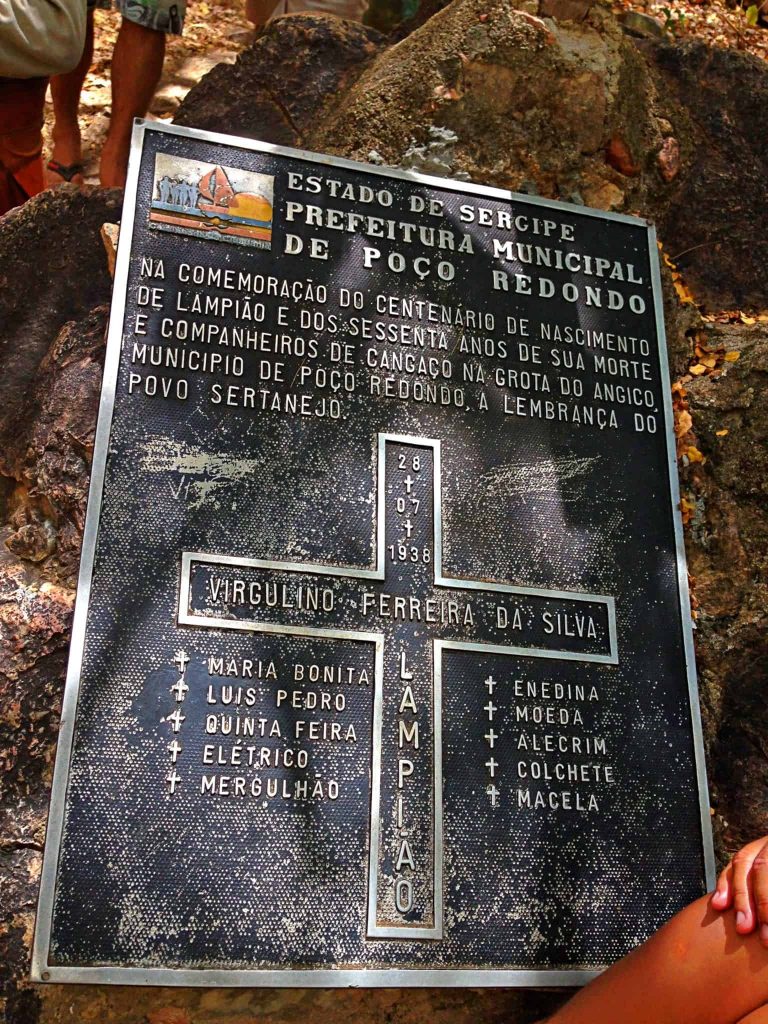 ESTADO DE SERGIPE
PREFEITURA MUNICIPAL
DE POÇO REDONDO
NA COMEMORAÇÃO DO CENTENÁRIO DE NASCIMENTO
DE LAMPIÃO E DOS SESSENTA ANOS DE SUA MORTE
E COMPANHEIROS DE CANGAÇO NA GROTA DO ANGICO,
MUNICIPIO DE POÇO REDONDO, A LEMBRANÇA DO
POVO SERTANEJO.
28
07
1938
VIRGULINO FERREIRA DA SILVA
LAMPIÃO
MARIA BONITA
LUIS PEDRO
QUINTA FEIRA
ELÉTRICO
MERGULHÃO
ENEDINA
MOEDA
ALECRIM
COLCHETE
MACELA